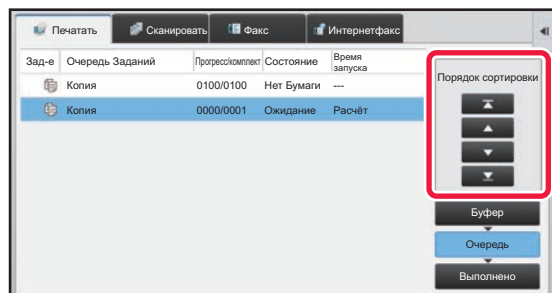 Печатать Сканировать Факс Интернетфакс
Зад-е Очередь Заданий Прогресс/комплект Состояние Время запуска
Копия 0100/0100 Нет Бумаги ---
Копия 0000/0001 Ожидание Расчёт
Порядок сортировки
Буфер
Очередь
Выполнено